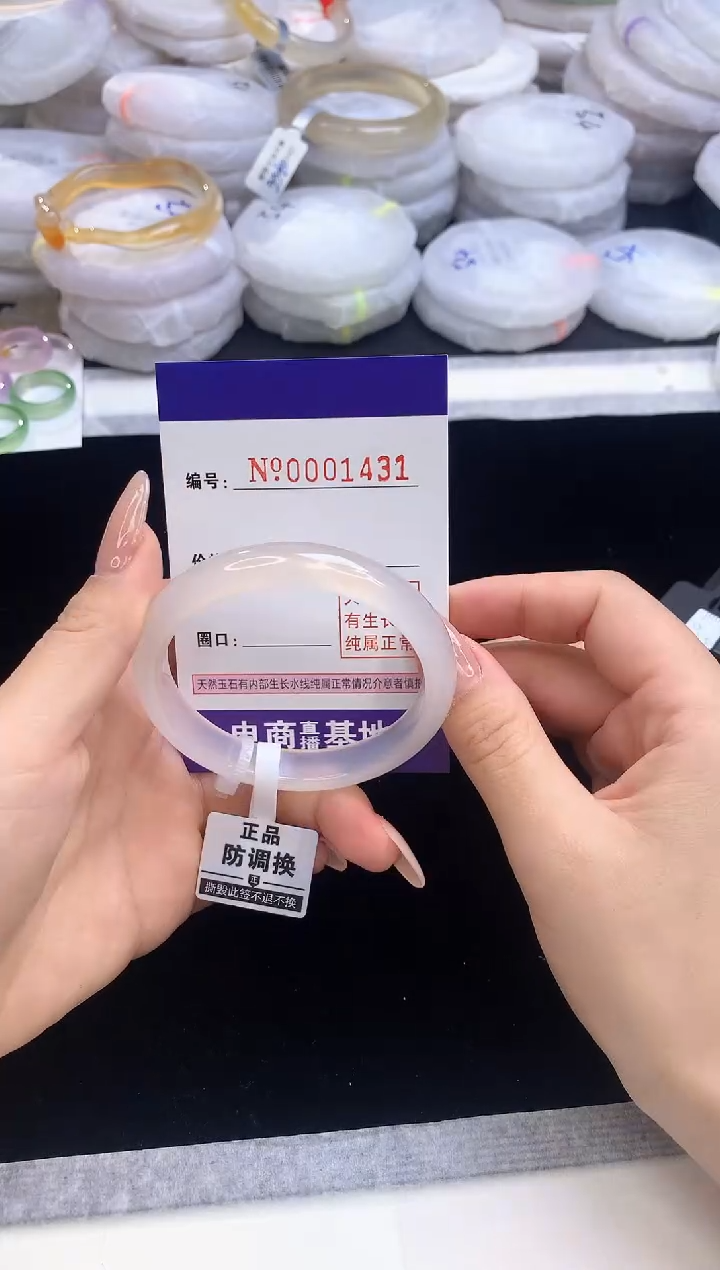 编号: №0001431
圈口:
有生长
纯属正常
天然玉石有内部生长水线纯属正常情况介意者慎拍
电商直播基地
正品
防调换
正
撕毁此签不退不换